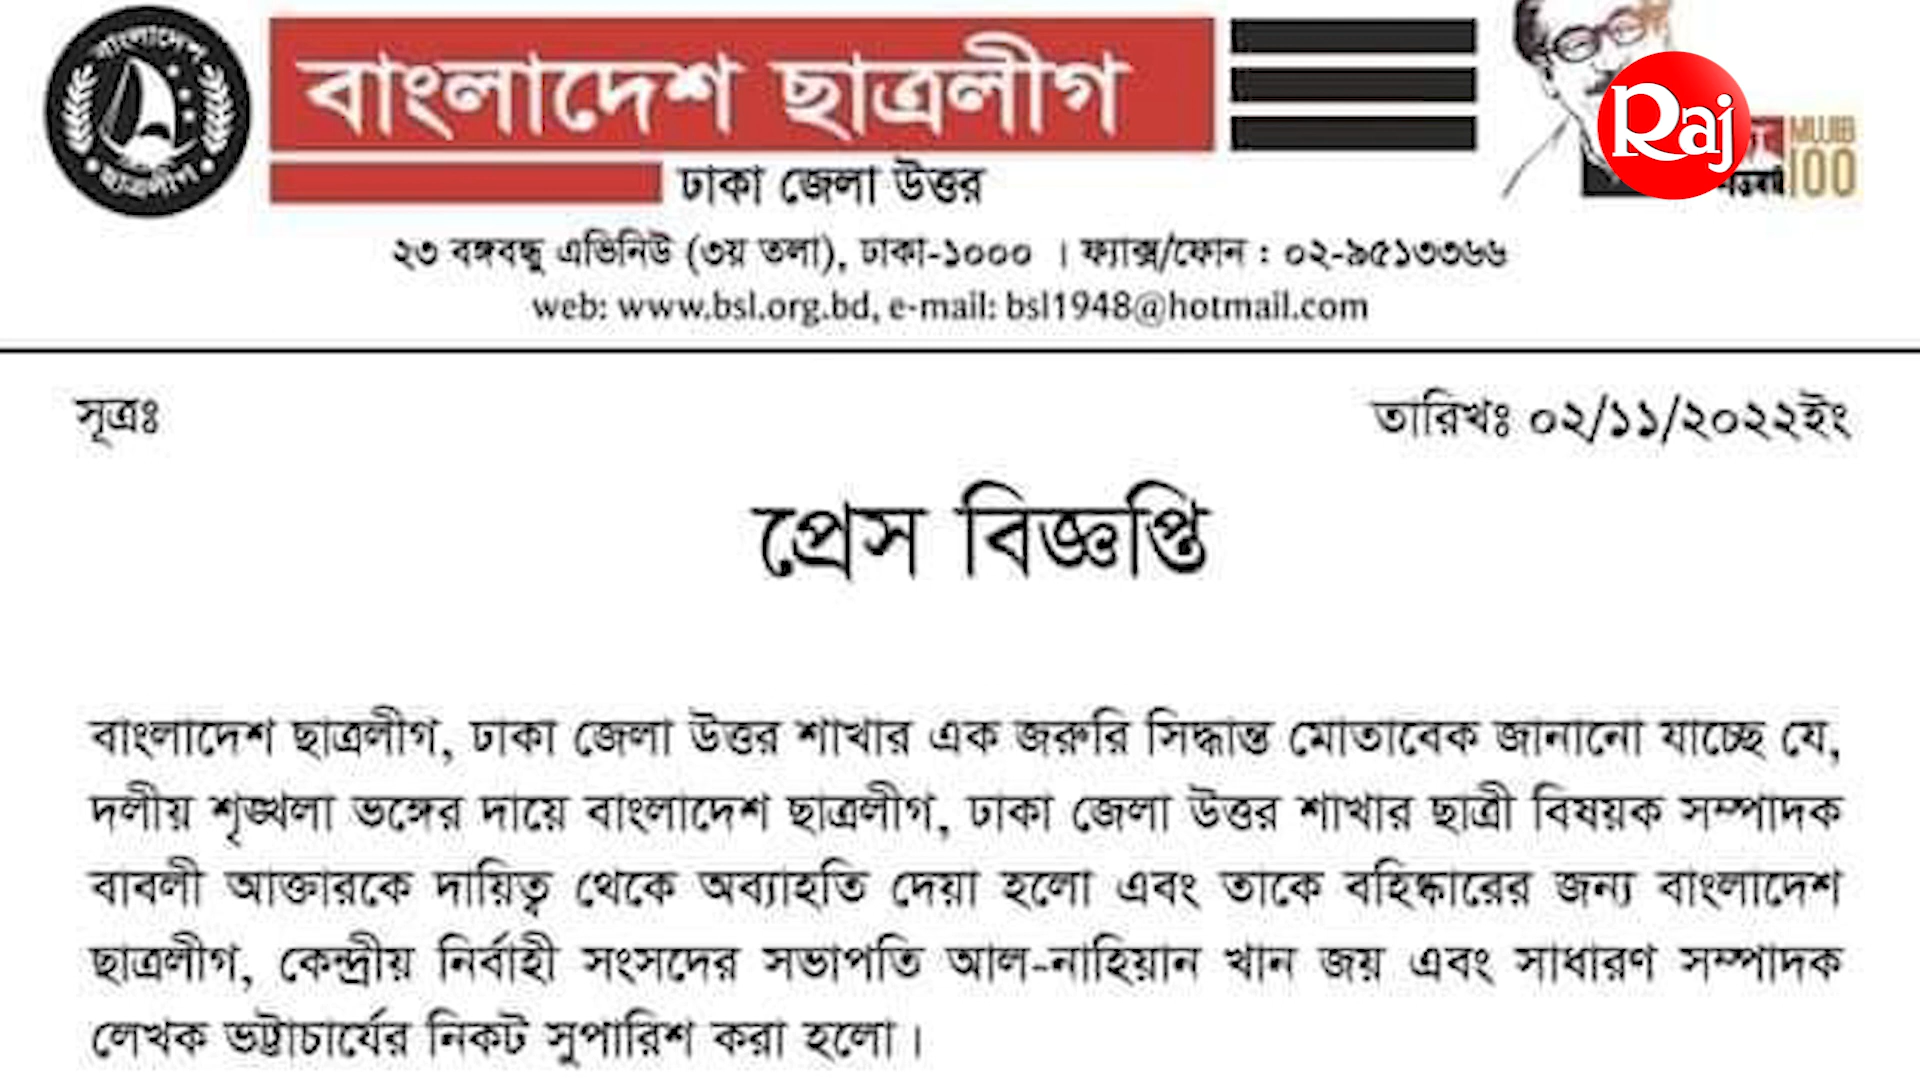 বাংলাদেশ
ছাত্রলীগ
বাংলাদেশ ছাত্রলীগ
ঢাকা জেলা উত্তর
Raj
MUJIB
100
২৩ বঙ্গবন্ধু এভিনিউ (৩য় তলা), ঢাকা-১০০০ । ফ্যাক্স/ফোন : ০২-৯৫১৩৩৬৬
web: www.bsl.org.bd, e-mail: bsl1948@hotmail.com
সূত্রঃ
তারিখঃ ০২/১১/২০২২ইং
প্রেস বিজ্ঞপ্তি
বাংলাদেশ ছাত্রলীগ, ঢাকা জেলা উত্তর শাখার এক জরুরি সিদ্ধান্ত মোতাবেক জানানো যাচ্ছে যে,
দলীয় শৃঙ্খলা ভঙ্গের দায়ে বাংলাদেশ ছাত্রলীগ, ঢাকা জেলা উত্তর শাখার ছাত্রী বিষয়ক সম্পাদক
বাবলী আক্তারকে দায়িত্ব থেকে অব্যাহতি দেয়া হলো এবং তাকে বহিষ্কারের জন্য বাংলাদেশ
ছাত্রলীগ, কেন্দ্রীয় নির্বাহী সংসদের সভাপতি আল-নাহিয়ান খান জয় এবং সাধারণ সম্পাদক
লেখক ভট্টাচার্যের নিকট সুপারিশ করা হলো।